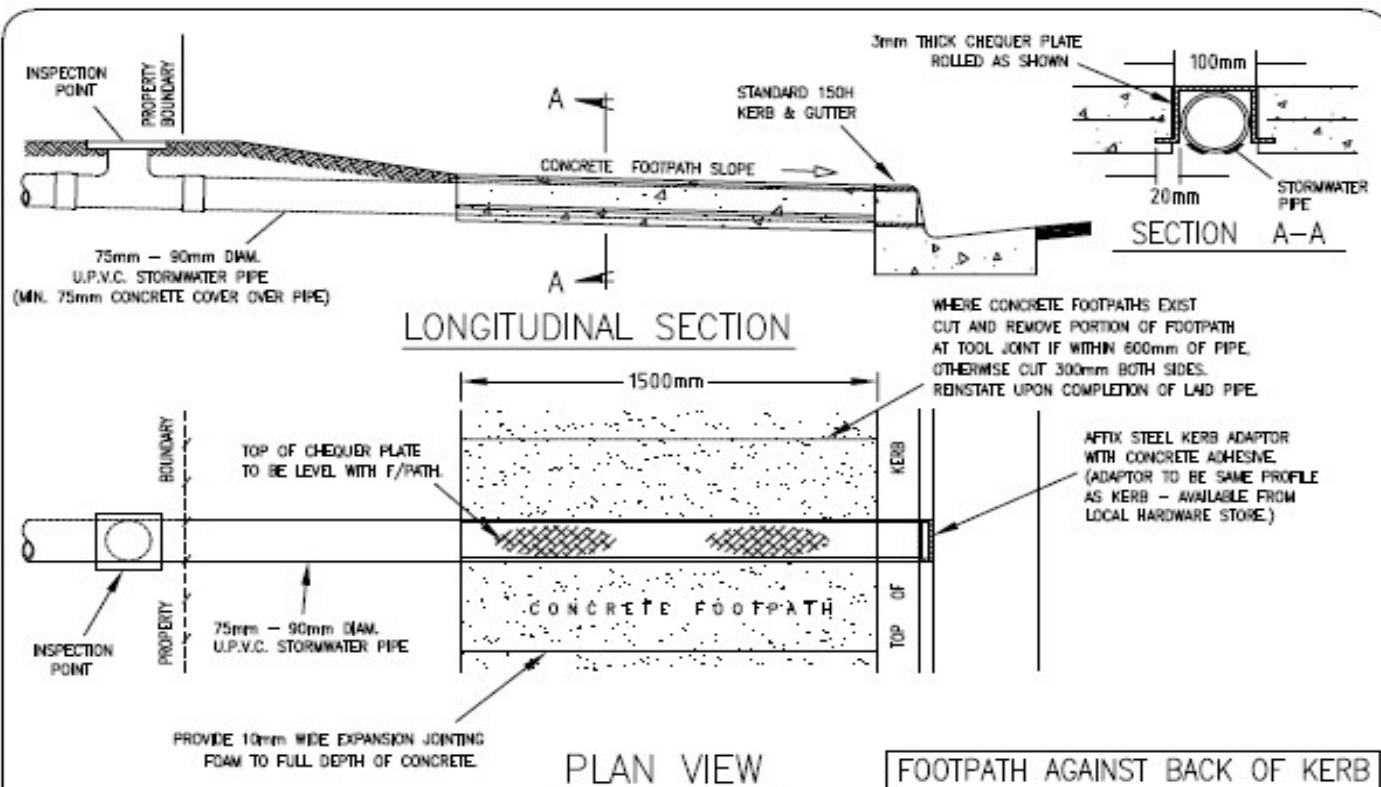 INSPECTION
POINT
PROPERTY
BOUNDARY
A
STANDARD 150H
KERB & GUTTER
3mm THICK CHEQUER PLATE
ROLLED AS SHOWN
100mm
CONCRETE FOOTPATH SLOPE
20mm
STORMWATER
PIPE
SECTION A-A
75mm - 90mm DIAM.
U.P.V.C. STORMWATER PIPE
(MIN. 75mm CONCRETE COVER OVER PIPE)
A
LONGITUDINAL SECTION
WHERE CONCRETE FOOTPATHS EXIST
CUT AND REMOVE PORTION OF FOOTPATH
AT TOOL JOINT IF WITHIN 600mm OF PIPE,
OTHERWISE CUT 300mm BOTH SIDES.
REINSTATE UPON COMPLETION OF LAID PIPE.
1500mm
BOUNDARY
TOP OF CHEQUER PLATE
TO BE LEVEL WITH F/PATH.
KERB
AFFIX STEEL KERB ADAPTOR
WITH CONCRETE ADHESIVE.
(ADAPTOR TO BE SAME PROFILE
AS KERB - AVAILABLE FROM
LOCAL HARDWARE STORE.)
CONCRETE FOOTPATH
INSPECTION
POINT
PROPERTY
75mm - 90mm DIAM.
U.P.V.C. STORMWATER PIPE
TOP OF
PROVIDE 10mm WIDE EXPANSION JOINTING
FOAM TO FULL DEPTH OF CONCRETE.
PLAN VIEW
FOOTPATH AGAINST BACK OF KERB